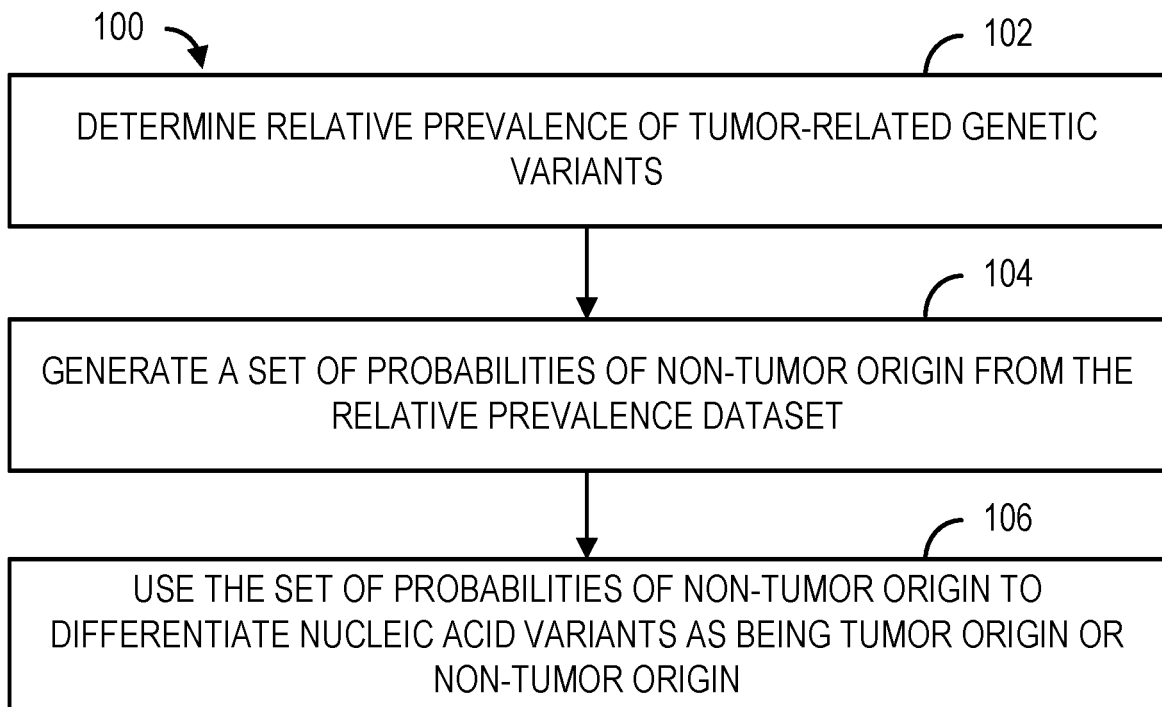 100
102
DETERMINE RELATIVE PREVALENCE OF TUMOR-RELATED GENETIC
VARIANTS
104
GENERATE A SET OF PROBABILITIES OF NON-TUMOR ORIGIN FROM THE
RELATIVE PREVALENCE DATASET
106
USE THE SET OF PROBABILITIES OF NON-TUMOR ORIGIN TO
DIFFERENTIATE NUCLEIC ACID VARIANTS AS BEING TUMOR ORIGIN OR
NON-TUMOR ORIGIN